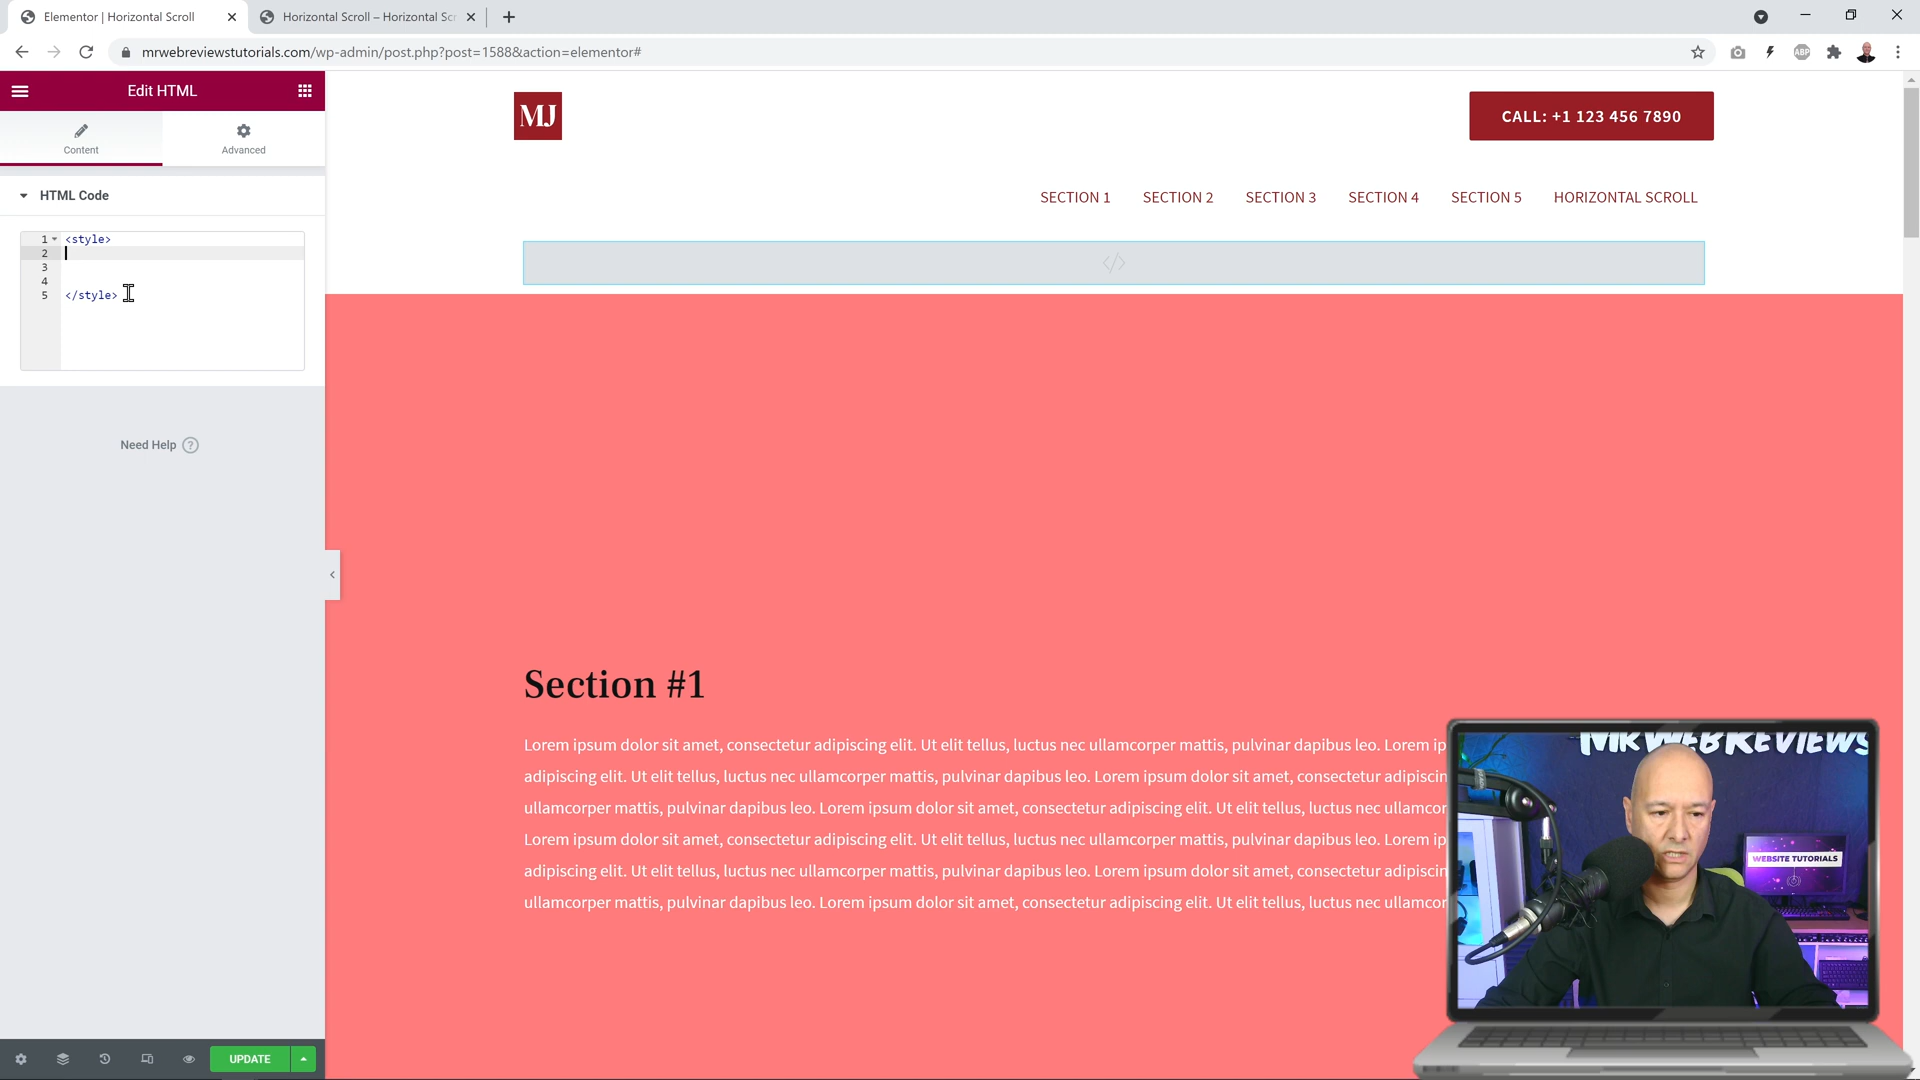 Elementor | Horizontal Scroll
Horizontal Scroll – Horizontal Scr
mrwebreviewstutorials.com/wp-admin/post.php?post=1588&action=elementor#
ABP
Edit HTML
Content
Advanced
HTML Code
1 <style>
2
3
4
5 </style>
Need Help ?
UPDATE
MJ
CALL: +1 123 456 7890
SECTION 1 SECTION 2 SECTION 3 SECTION 4 SECTION 5 HORIZONTAL SCROLL
</>
Section #1
Lorem ipsum dolor sit amet, consectetur adipiscing elit. Ut elit tellus, luctus nec ullamcorper mattis, pulvinar dapibus leo. Lorem ip
adipiscing elit. Ut elit tellus, luctus nec ullamcorper mattis, pulvinar dapibus leo. Lorem ipsum dolor sit amet, consectetur adipiscin
ullamcorper mattis, pulvinar dapibus leo. Lorem ipsum dolor sit amet, consectetur adipiscing elit. Ut elit tellus, luctus nec ullamcor
Lorem ipsum dolor sit amet, consectetur adipiscing elit. Ut elit tellus, luctus nec ullamcorper mattis, pulvinar dapibus leo. Lorem ip
adipiscing elit. Ut elit tellus, luctus nec ullamcorper mattis, pulvinar dapibus leo. Lorem ipsum dolor sit amet, consectetur adipiscin
ullamcorper mattis, pulvinar dapibus leo. Lorem ipsum dolor sit amet, consectetur adipiscing elit. Ut elit tellus, luctus nec ullamcor
MR WEB REVIEWS
WEBSITE TUTORIALS